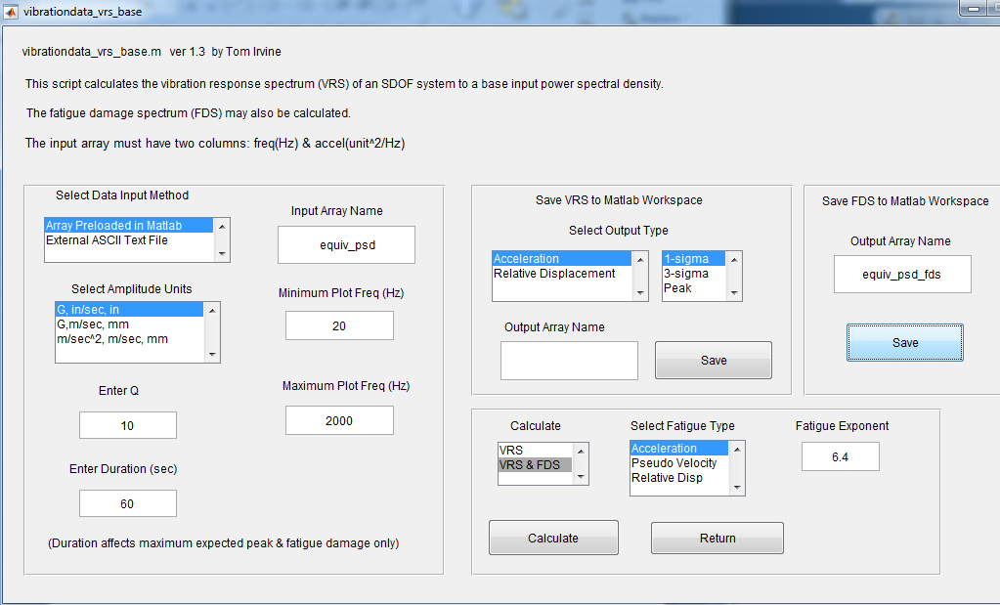 vibrationdata_vrs_base
vibrationdata_vrs_base.m ver 1.3 by Tom Irvine
This script calculates the vibration response spectrum (VRS) of an SDOF system to a base input power spectral density.
The fatigue damage spectrum (FDS) may also be calculated.
The input array must have two columns: freq(Hz) & accel(unit^2/Hz)
Select Data Input Method
Array Preloaded in Matlab
External ASCII Text File
Input Array Name
equiv_psd
Select Amplitude Units
G, in/sec, in
G,m/sec, mm
m/sec^2, m/sec, mm
Minimum Plot Freq (Hz)
20
Enter Q
10
Maximum Plot Freq (Hz)
2000
Enter Duration (sec)
60
(Duration affects maximum expected peak & fatigue damage only)
Save VRS to Matlab Workspace
Select Output Type
Acceleration
Relative Displacement
1-sigma
3-sigma
Peak
Output Array Name
Save
Save FDS to Matlab Workspace
Output Array Name
equiv_psd_fds
Save
Calculate
VRS
VRS & FDS
Select Fatigue Type
Acceleration
Pseudo Velocity
Relative Disp
Fatigue Exponent
6.4
Calculate
Return